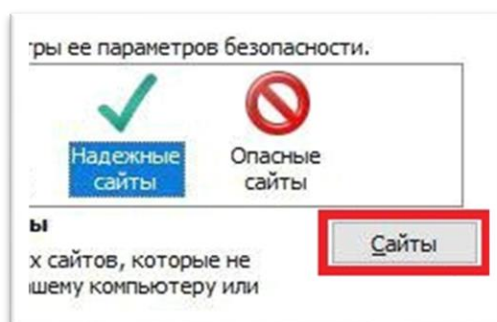 тры ее параметров безопасности.
Надежные сайты
Опасные сайты
ы
Сайты
х сайтов, которые не
шему компьютеру или